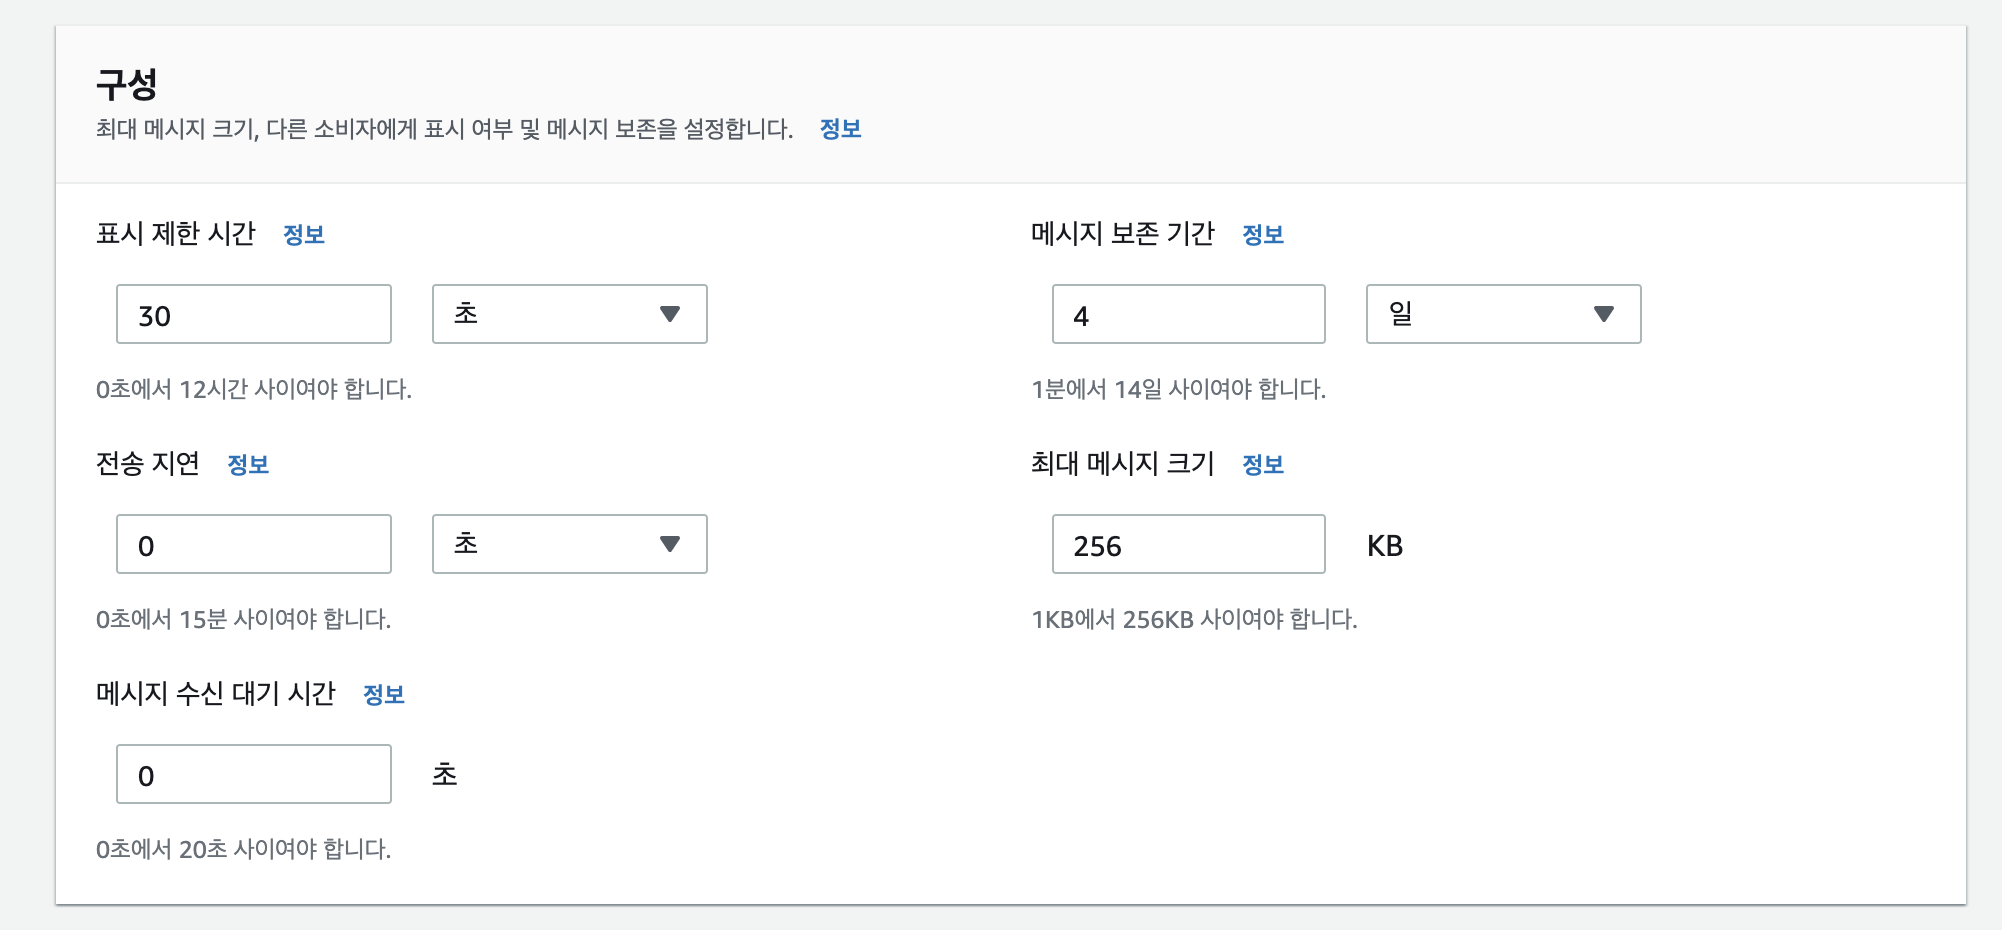 구성
최대 메시지 크기, 다른 소비자에게 표시 여부 및 메시지 보존을 설정합니다. 정보
표시 제한 시간 정보
30 초
0초에서 12시간 사이여야 합니다.
메시지 보존 기간 정보
4 일
1분에서 14일 사이여야 합니다.
전송 지연 정보
0 초
0초에서 15분 사이여야 합니다.
최대 메시지 크기 정보
256 KB
1KB에서 256KB 사이여야 합니다.
메시지 수신 대기 시간 정보
0 초
0초에서 20초 사이여야 합니다.